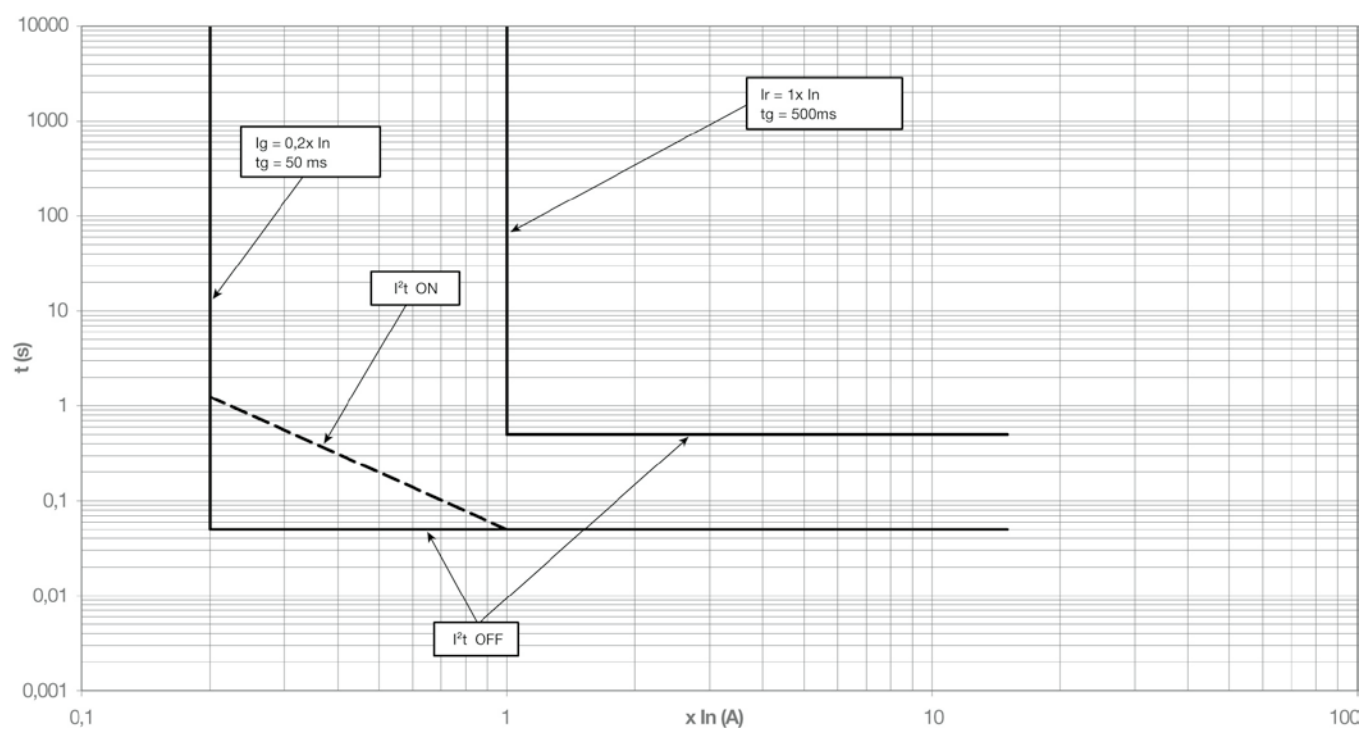 10000
1000
100
10
1
0,1
0,01
0,001
t (s)
Ig = 0,2x In
tg = 50 ms
Ir = 1x In
tg = 500ms
I²t ON
I²t OFF
0,1
1
x In (A)
10
100